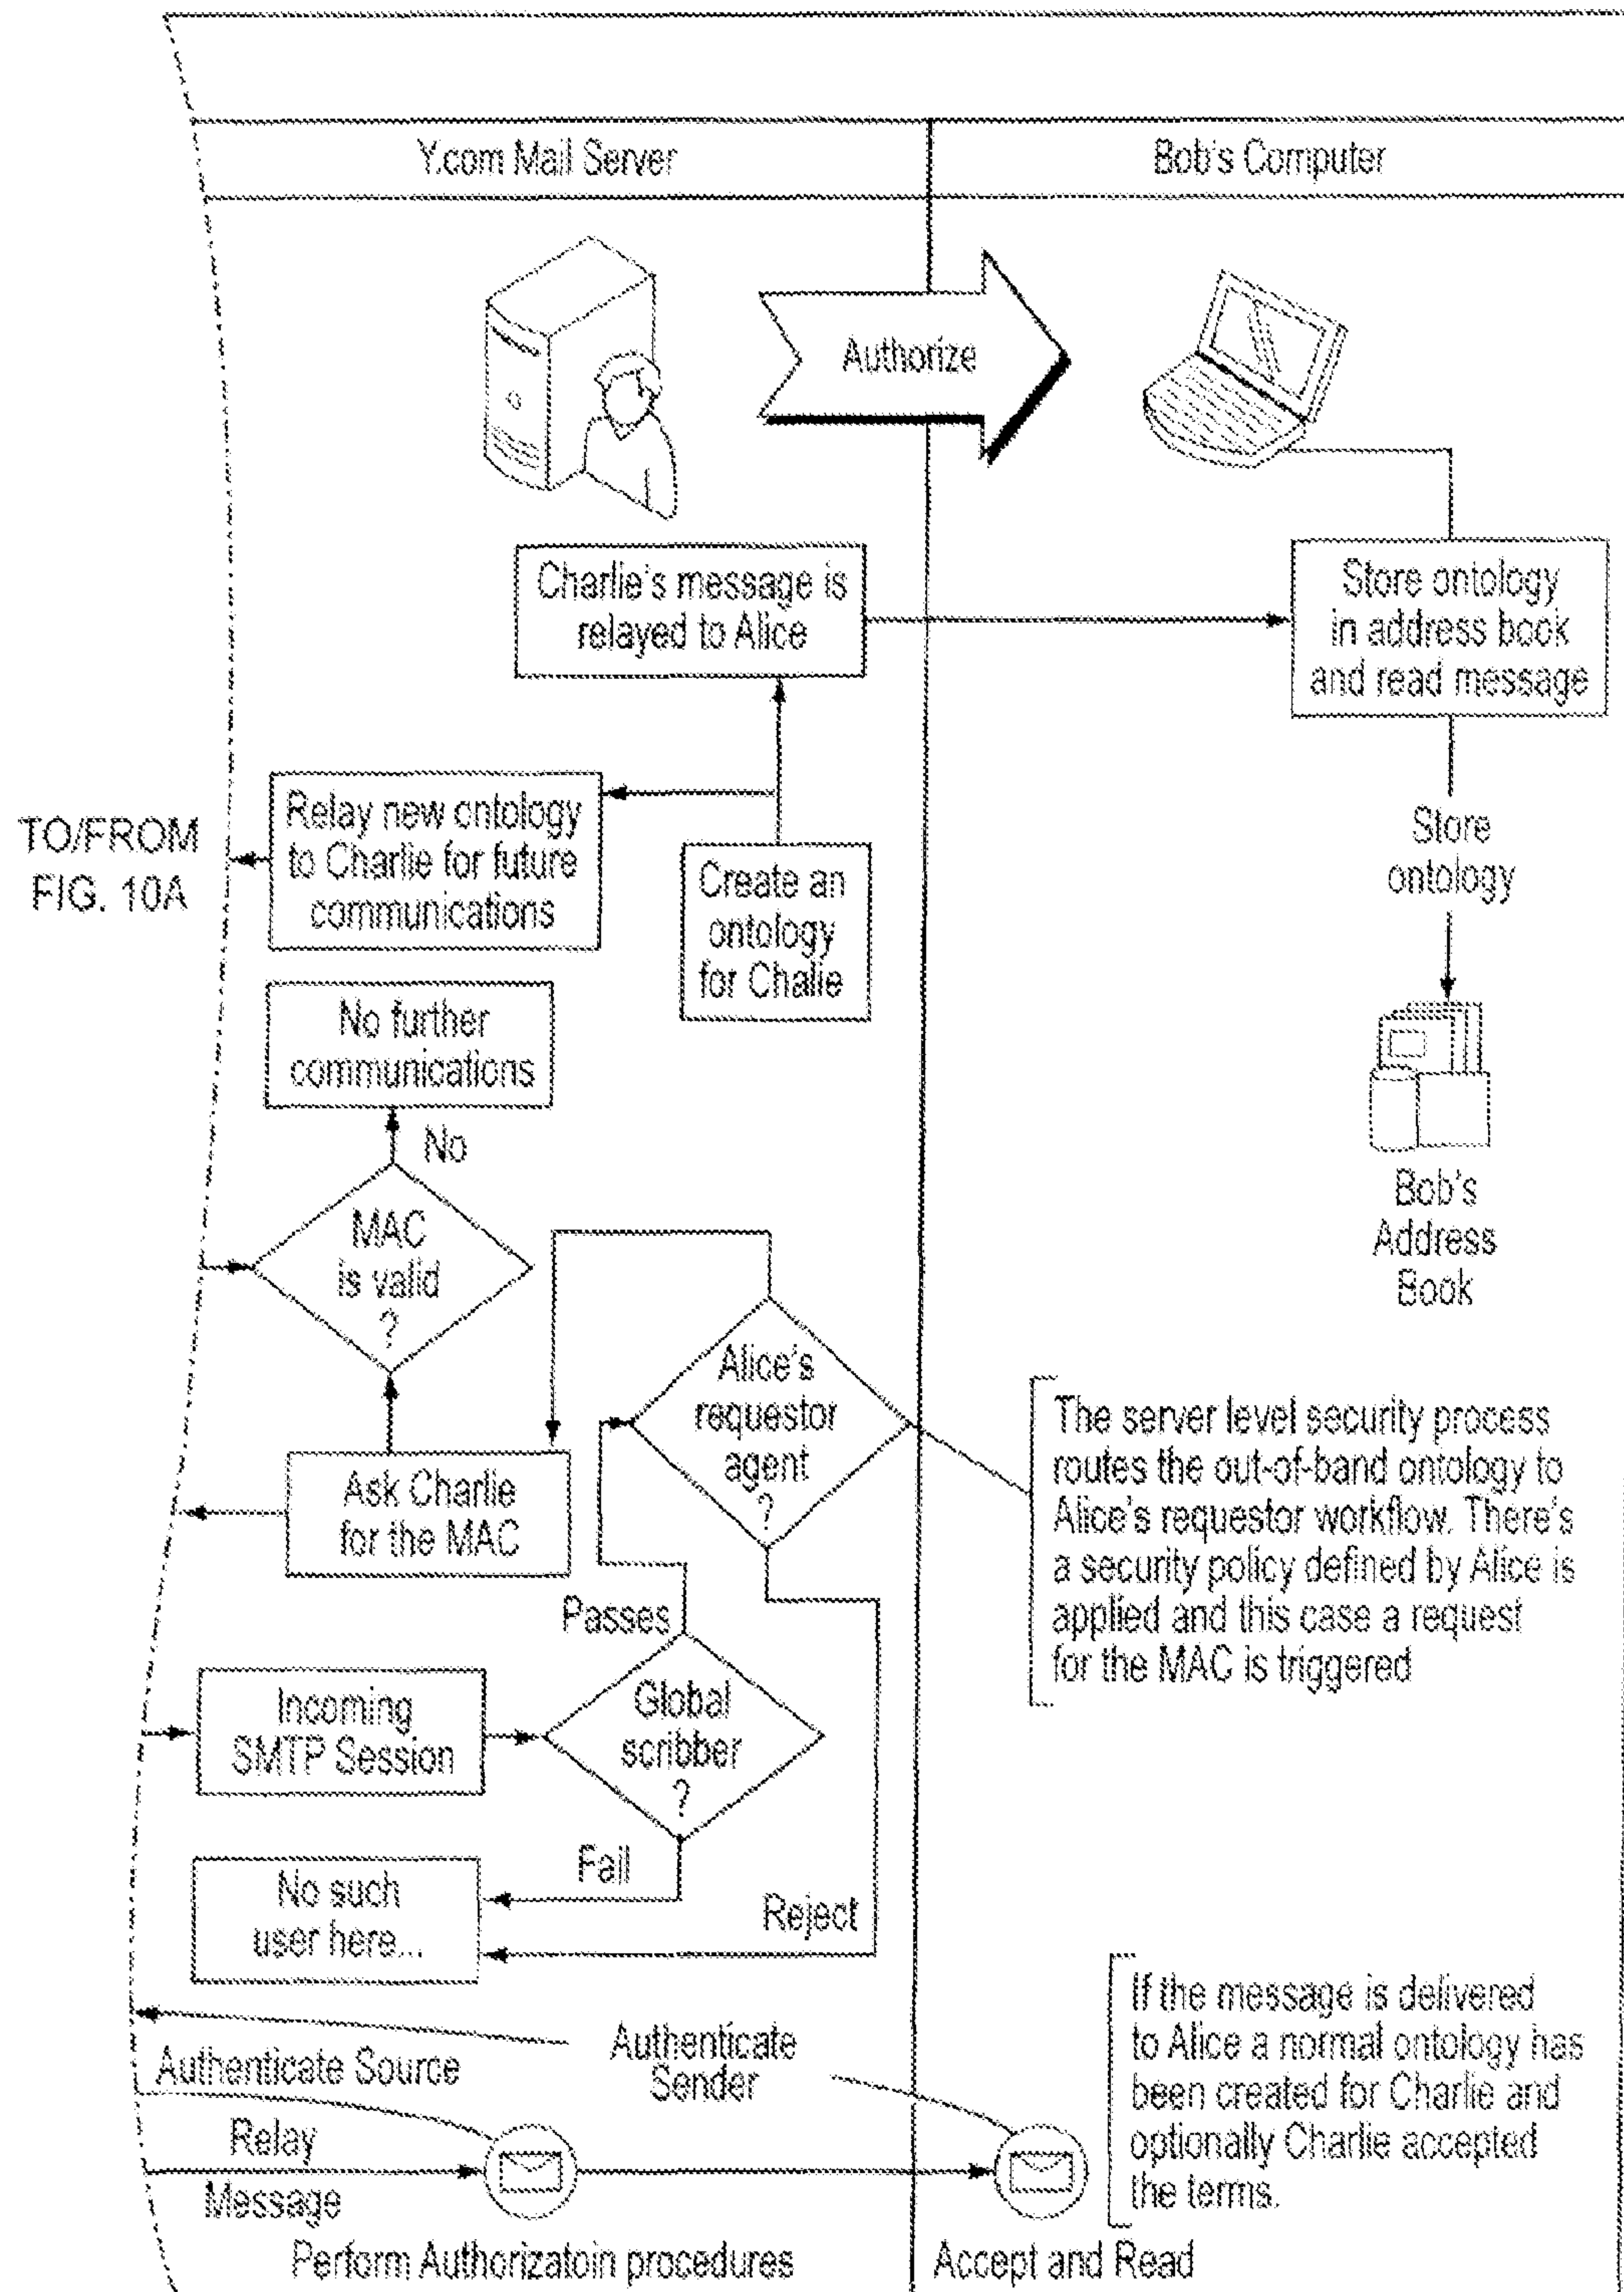 Y.com Mail Server
Bob's Computer
Authorize
Charlie's message is
relayed to Alice
Store ontology
in address book
and read message
TO/FROM
FIG. 10A
Relay new ontology
to Charlie for future
communications
Create an
ontology
for Chalie
Store
ontology
No further
communications
No
Bob's
Address
Book
MAC
is valid
?
Alice's
requestor
agent
?
The server level security process
routes the out-of-band ontology to
Alice's requestor workflow. There's
a security policy defined by Alice is
applied and this case a request
for the MAC is triggered
Ask Charlie
for the MAC
Passes
Incoming
SMTP Session
Global
scribber
?
Fail
No such
user here...
Reject
If the message is delivered
to Alice a normal ontology has
been created for Charlie and
optionally Charlie accepted
the terms.
Authenticate
Sender
Authenticate Source
Relay
Message
Perform Authorizatoin procedures
Accept and Read